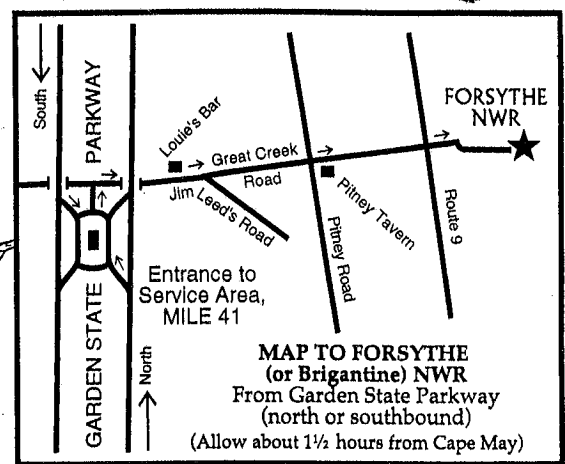 South
PARKWAY
Louie's Bar
FORSYTHE
NWR
Great Creek
Road
Jim Leed's Road
Pitney Tavern
Pitney Road
Route 9
Entrance to
Service Area,
MILE 41
GARDEN STATE
North
MAP TO FORSYTHE
(or Brigantine) NWR
From Garden State Parkway
(north or southbound)
(Allow about 1½ hours from Cape May)